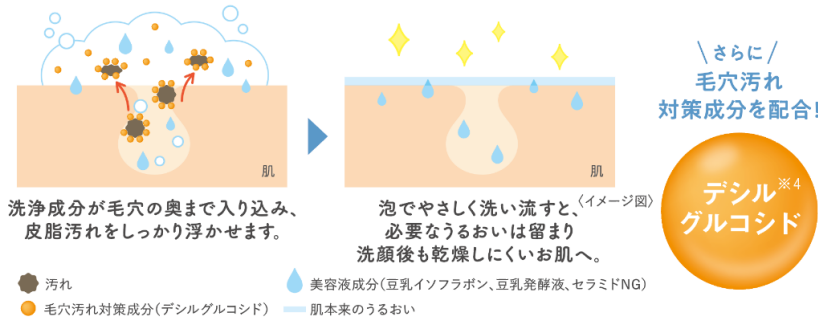 肌
洗浄成分が毛穴の奥まで入り込み、
皮脂汚れをしっかり浮かせます。
肌
〈イメージ図〉
泡でやさしく洗い流すと、
必要なうるおいは留まり
洗顔後も乾燥しにくいお肌へ。
さらに
毛穴汚れ
対策成分を配合!
デシル※4
グルコシド
汚れ
毛穴汚れ対策成分(デシルグルコシド)
美容液成分(豆乳イソフラボン、豆乳発酵液、セラミドNG)
肌本来のうるおい